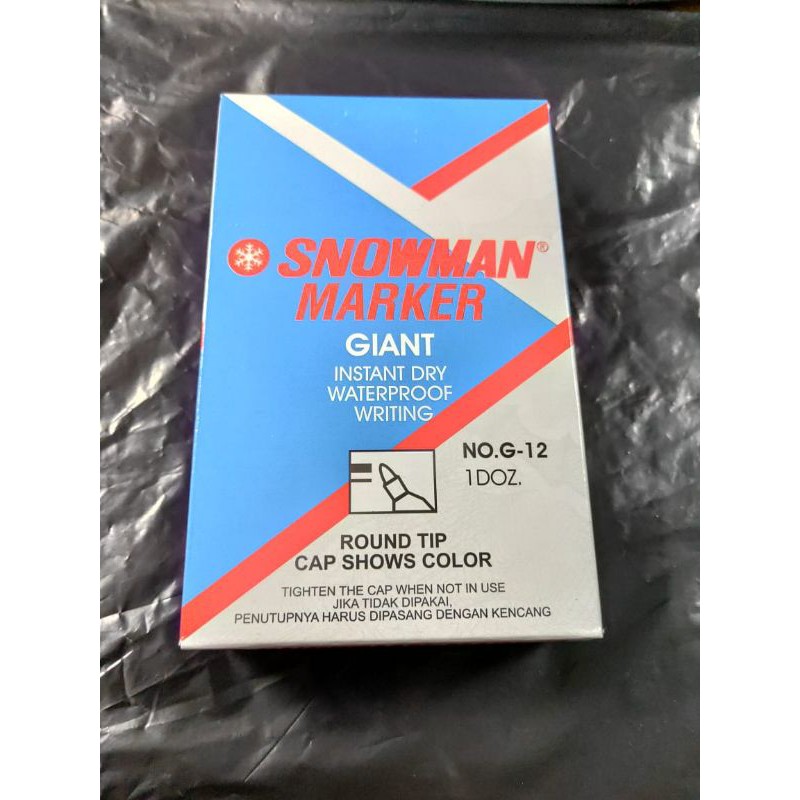 SNOWMAN®
MARKER
GIANT
INSTANT DRY
WATERPROOF
WRITING
NO.G-12
1DOZ.
ROUND TIP
CAP SHOWS COLOR
TIGHTEN THE CAP WHEN NOT IN USE
JIKA TIDAK DIPAKAI,
PENUTUPNYA HARUS DIPASANG DENGAN KENCANG